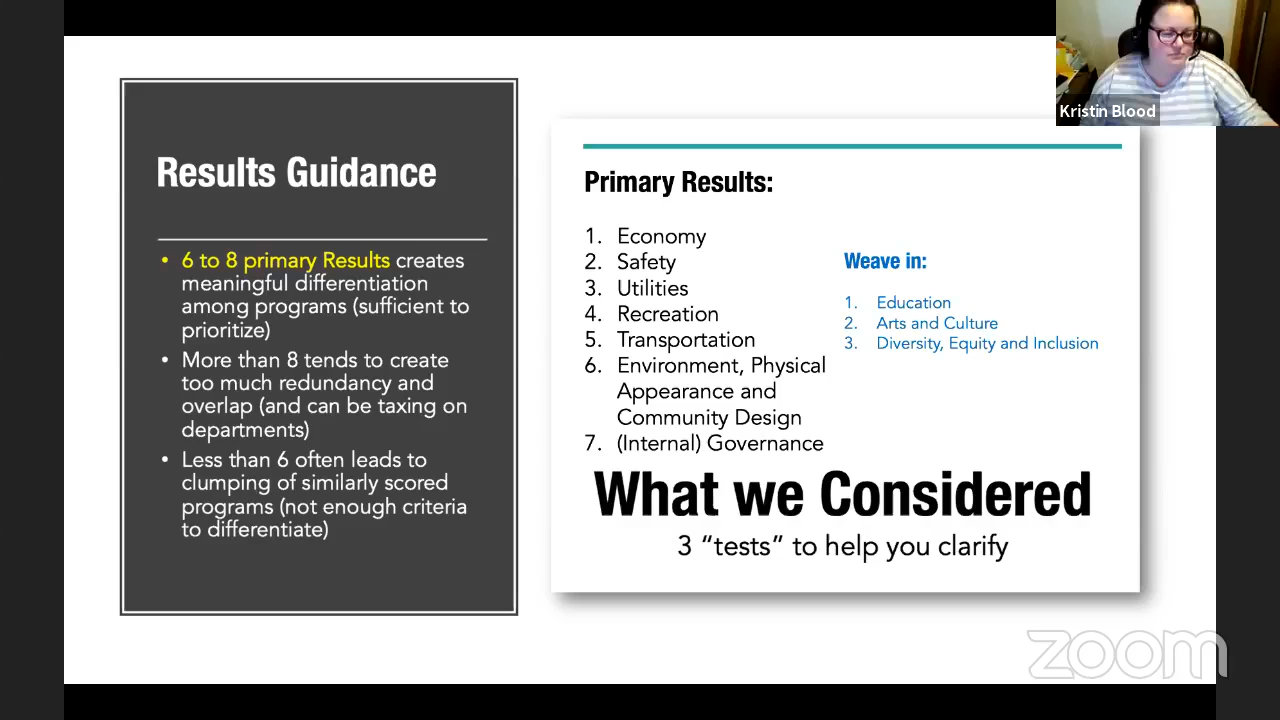 Kristin Blood
Results Guidance
• 6 to 8 primary Results creates
meaningful differentiation
among programs (sufficient to
prioritize)
• More than 8 tends to create
too much redundancy and
overlap (and can be taxing on
departments)
• Less than 6 often leads to
clumping of similarly scored
programs (not enough criteria
to differentiate)
Primary Results:
1. Economy
2. Safety
3. Utilities
4. Recreation
5. Transportation
6. Environment, Physical
Appearance and
Community Design
7. (Internal) Governance
Weave in:
1. Education
2. Arts and Culture
3. Diversity, Equity and Inclusion
What we Considered
3 “tests” to help you clarify
zoom